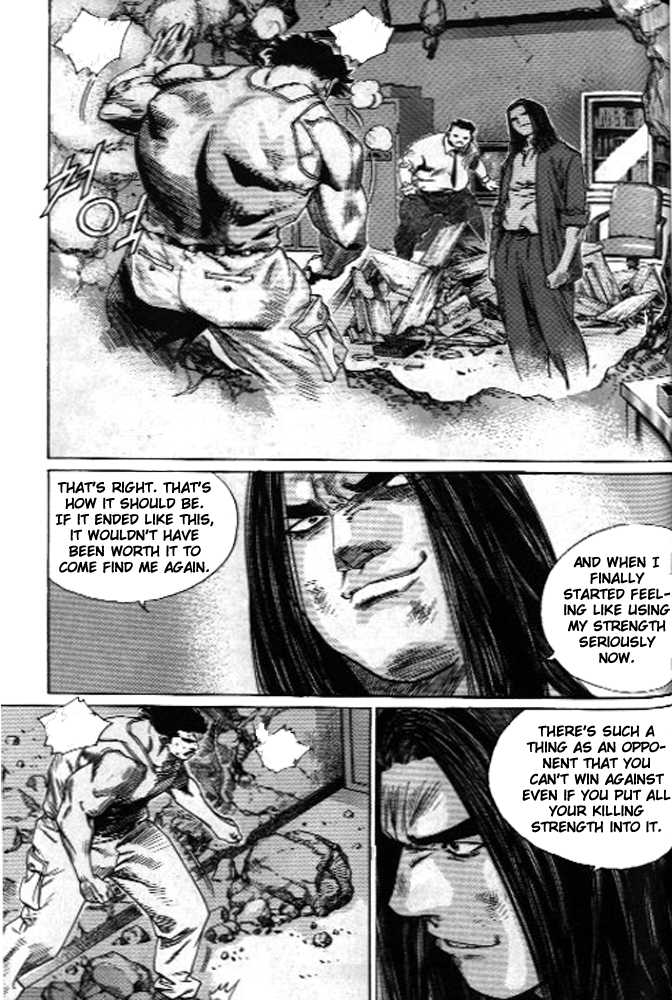 THAT'S RIGHT. THAT'S
HOW IT SHOULD BE.
IF IT ENDED LIKE THIS,
IT WOULDN'T HAVE
BEEN WORTH IT TO
COME FIND ME AGAIN.
AND WHEN I
FINALLY
STARTED FEEL-
ING LIKE USING
MY STRENGTH
SERIOUSLY
NOW.
THERE'S SUCH A
THING AS AN OPPO-
NENT THAT YOU
CAN'T WIN AGAINST
EVEN IF YOU PUT ALL
YOUR KILLING
STRENGTH INTO IT.